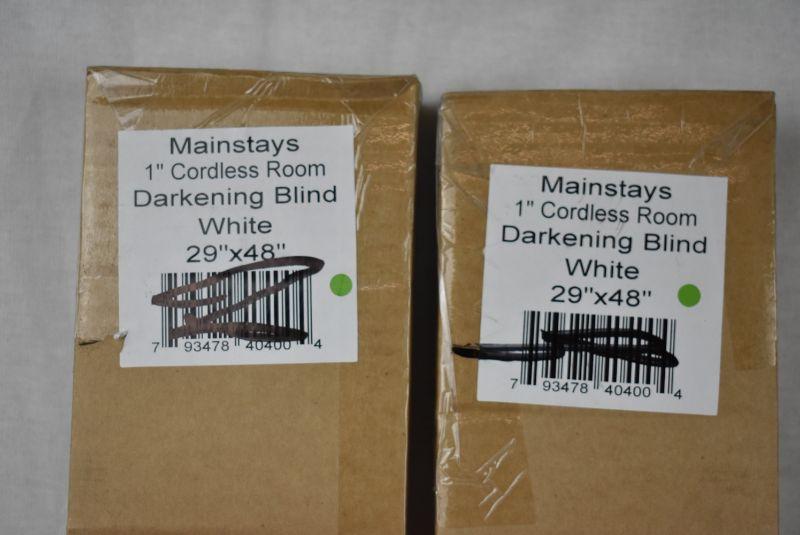 Mainstays
1" Cordless Room
Darkening Blind
White
29"x48"
7 93478 40400 4
Mainstays
1" Cordless Room
Darkening Blind
White
29"x48"
7 93478 40400 4